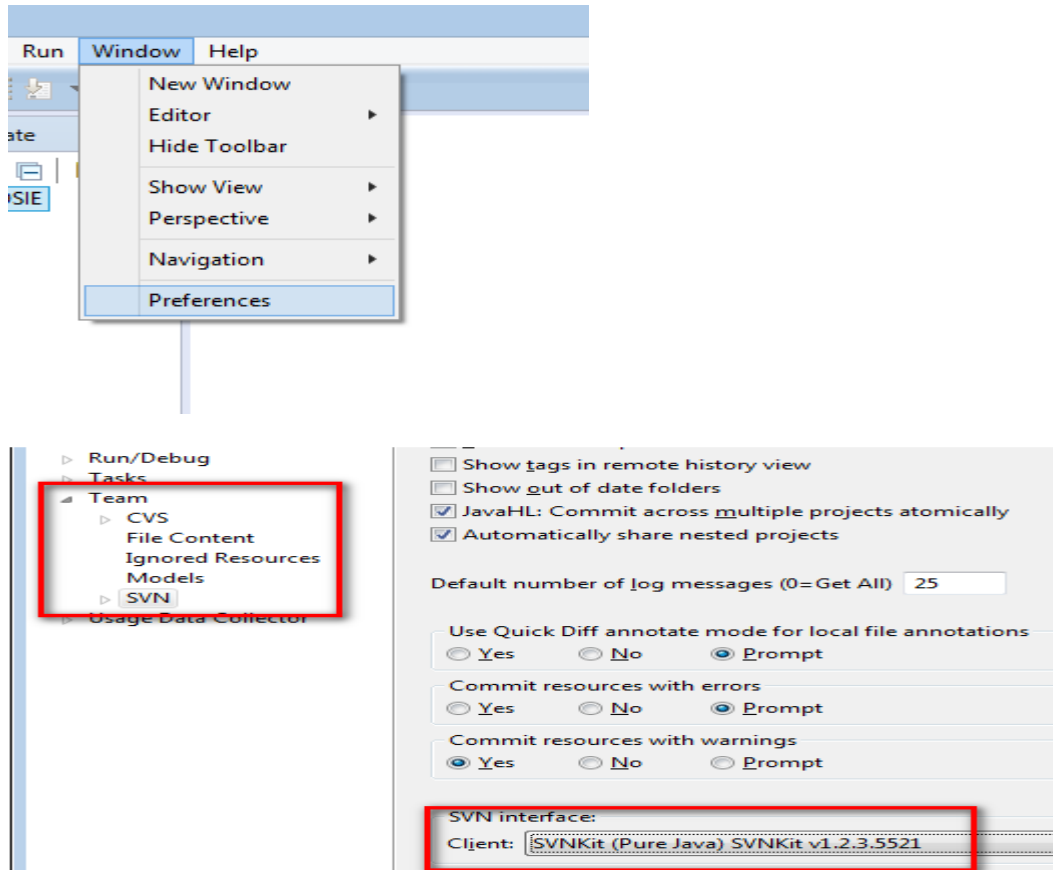 Run Window Help
New Window
Editor
ate
Hide Toolbar
Show View
SIE
Perspective
Navigation
Preferences
Run/Debug
Tasks
Team
CVS
File Content
Ignored Resources
Models
SVN
Usage Data Collector
Show tags in remote history view
Show out of date folders
JavaHL: Commit across multiple projects atomically
Automatically share nested projects
Default number of log messages (0=Get All) 25
Use Quick Diff annotate mode for local file annotations
Yes No Prompt
Commit resources with errors
Yes No Prompt
Commit resources with warnings
Yes No Prompt
SVN interface:
Client: SVNKit (Pure Java) SVNKit v1.2.3.5521